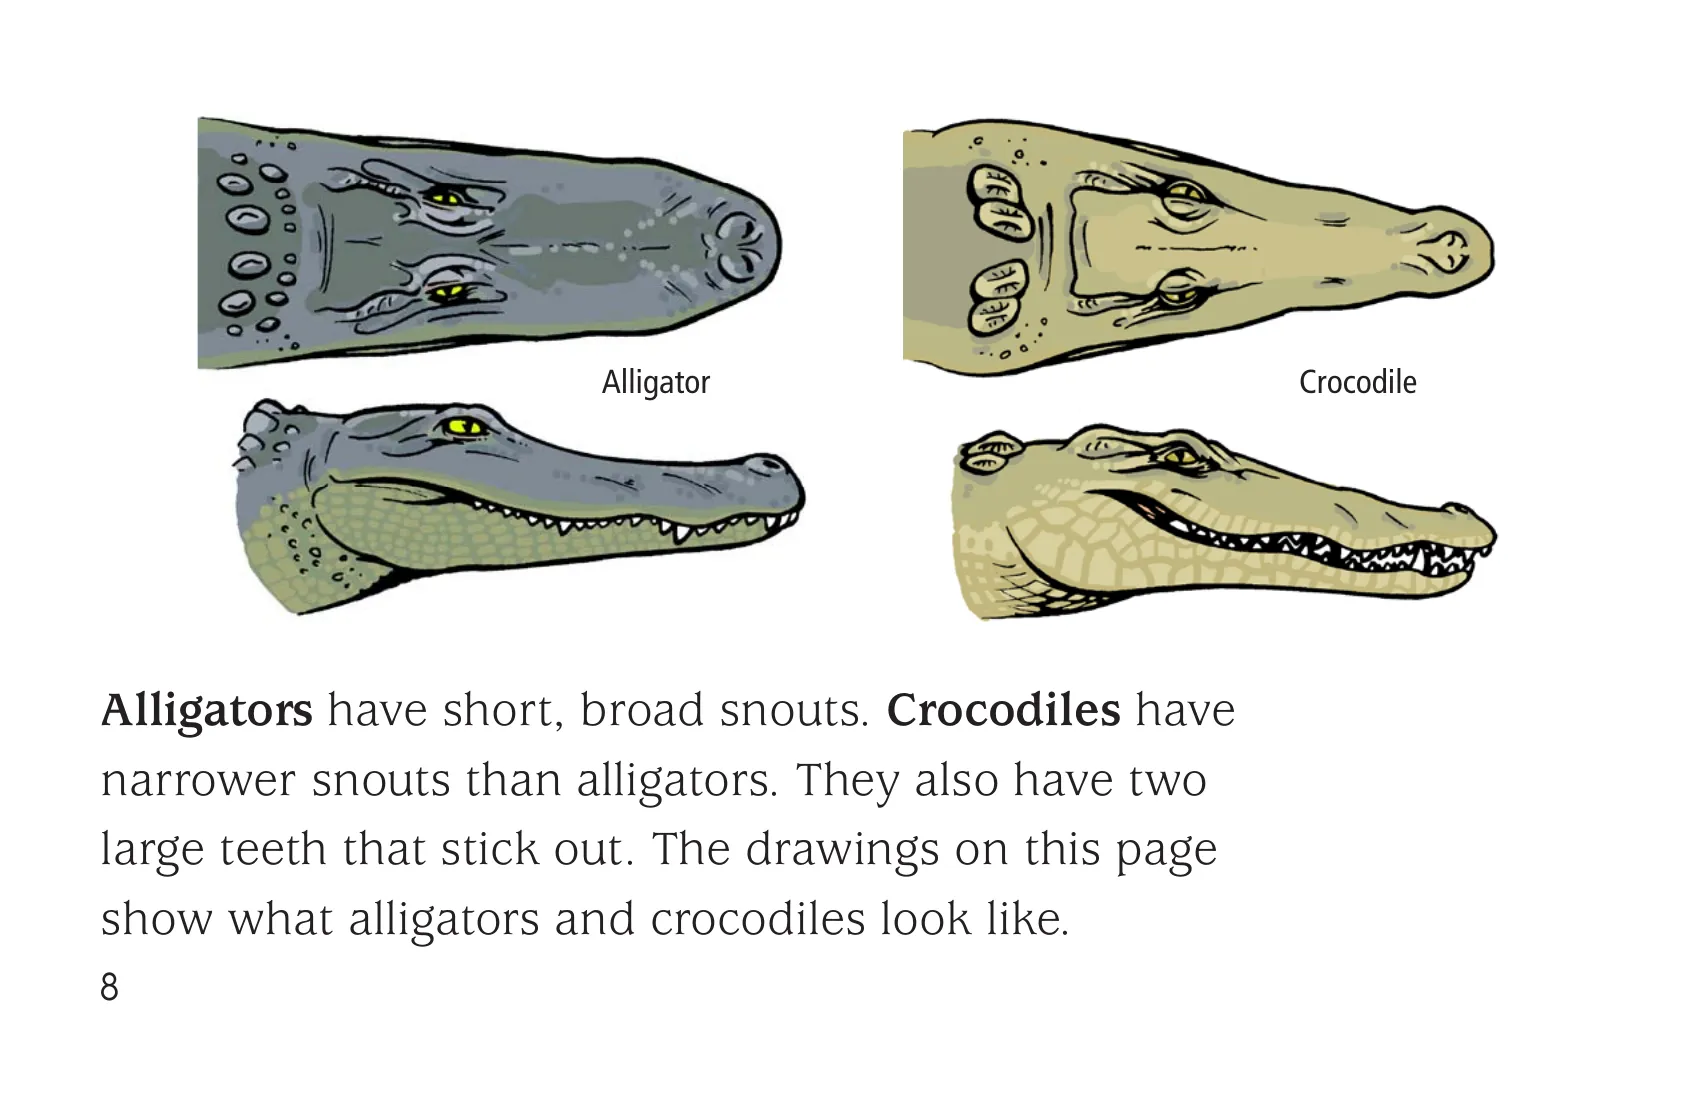 Alligator
Crocodile
Alligators have short, broad snouts. Crocodiles have
narrower snouts than alligators. They also have two
large teeth that stick out. The drawings on this page
show what alligators and crocodiles look like.
8